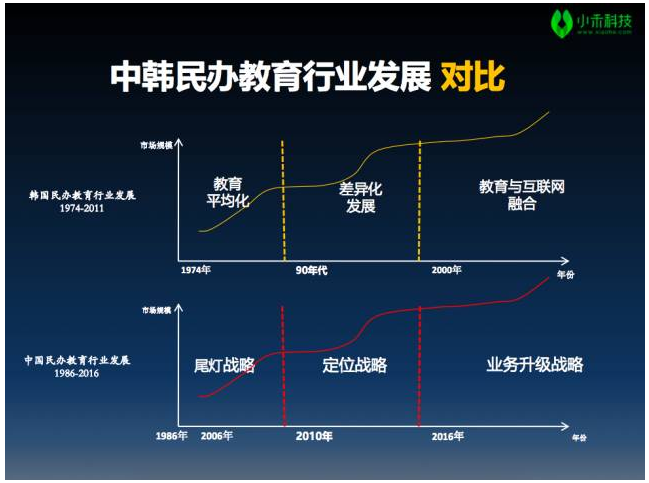 小禾科技
www.xiaohe.com
中韩民办教育行业发展 对比
市场规模
韩国民办教育行业发展
1974-2011
教育
平均化
差异化
发展
教育与互联网
融合
1974年
90年代
2000年
年份
市场规模
中国民办教育行业发展
1986-2016
尾灯战略
定位战略
业务升级战略
1986年
2006年
2010年
2016年
年份